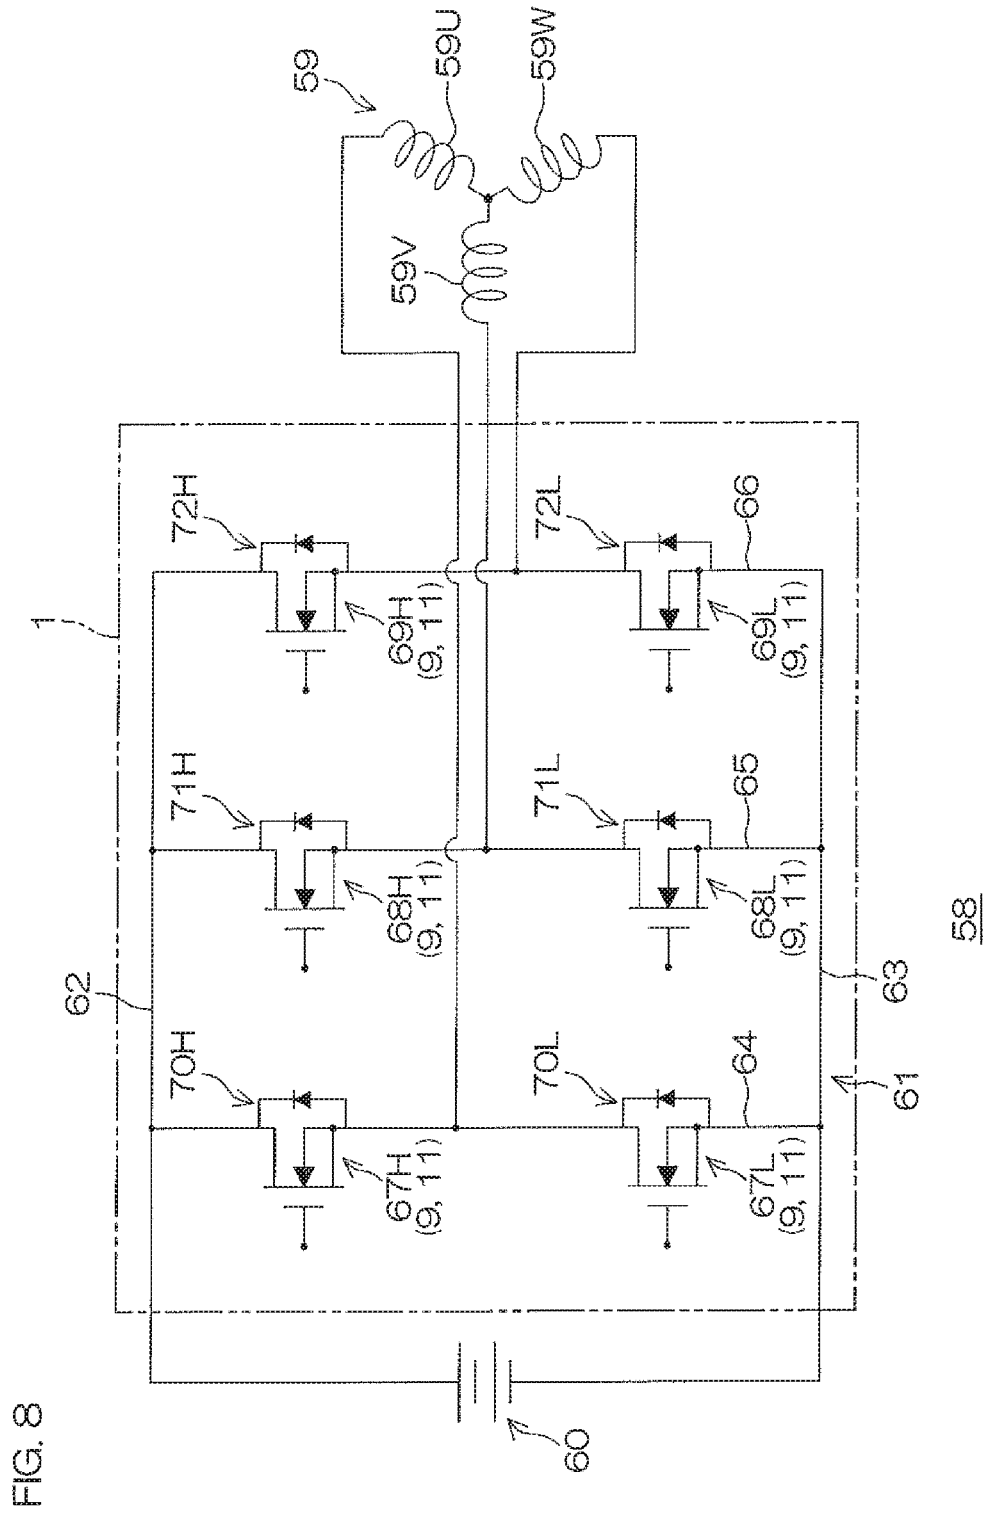 FIG. 8
1
62
72H
69H
(9, 11)
71H
68H
(9, 11)
70H
67H
(9, 11)
72L
69L
(9, 11)
71L
68L
(9, 11)
70L
67L
(9, 11)
66
65
64
63
61
60
59
59U
59V
59W
58